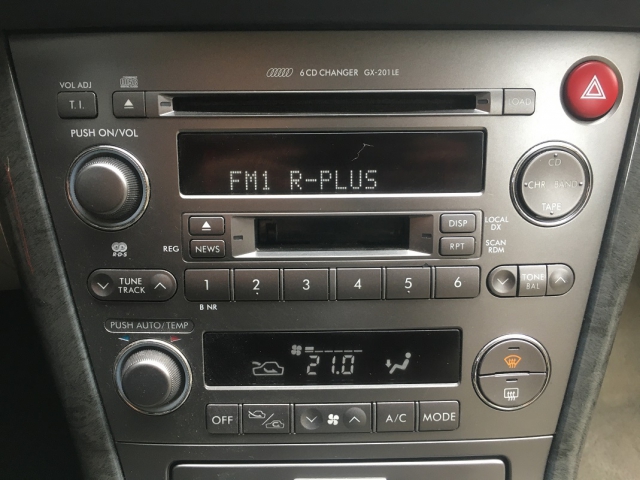 6 CD CHANGER GX-201LE
VOL ADJ
T.I.
LOAD
PUSH ON/VOL
FM1 R-PLUS
CD
CHR BAND
TAPE
DISP
LOCAL
DX
REG
NEWS
RPT
SCAN
RDM
R·D·S
TUNE
TRACK
1 2 3 4 5 6
TONE
BAL
B NR
PUSH AUTO/TEMP
21.0
OFF
A/C
MODE